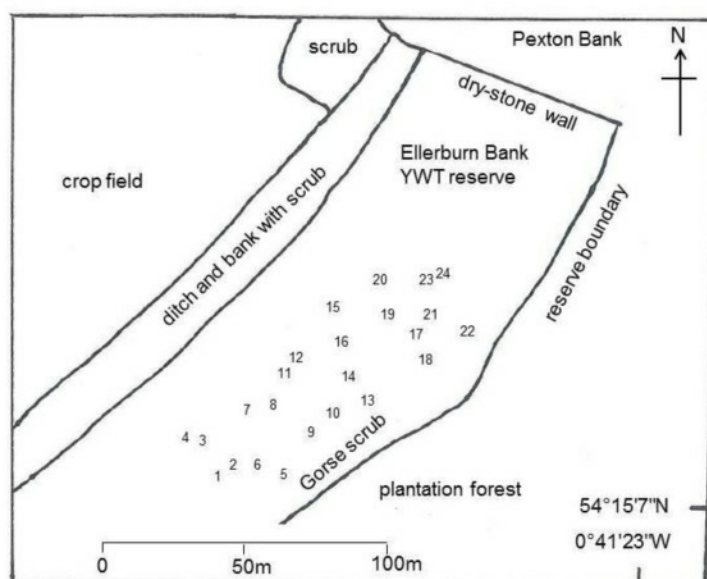 scrub
Pexton Bank
N
dry-stone wall
Ellerburn Bank
YWT reserve
crop field
ditch and bank with scrub
reserve boundary
20
23
24
15
19
21
17
22
16
12
18
11
14
7
8
13
10
9
4
3
2
6
5
1
Gorse scrub
plantation forest
54°15'7"N
0°41'23"W
0
50m
100m